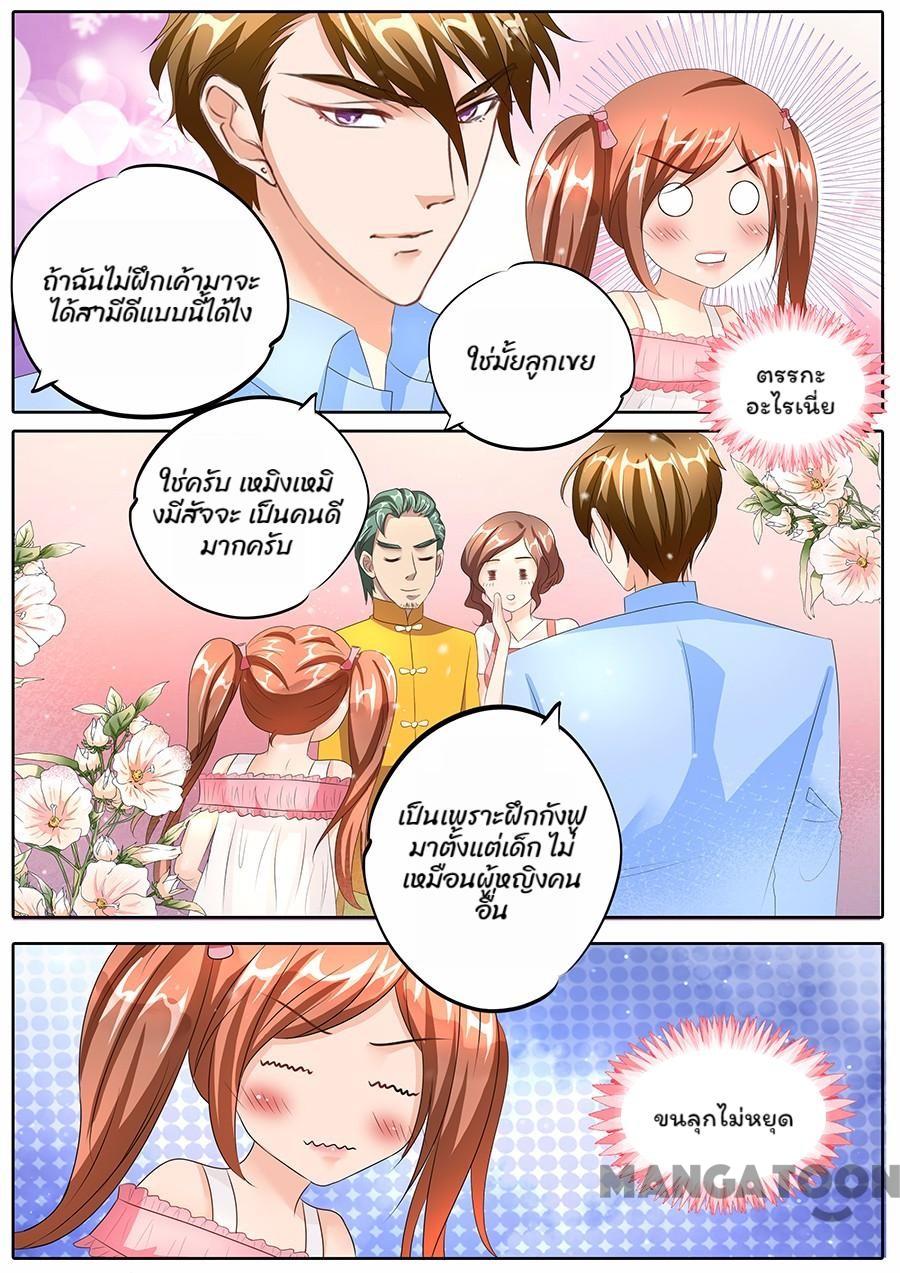 ถ้าฉันไม่ฝึกเค้ามาจะ
ได้สามีดีแบบนี้ได้ไง
ใช่มั้ยลูกเขย
ตรรกะ
อะไรเนี่ย
ใช่ครับ เหมิงเหมิ
งมีสัจจะ เป็นคนดี
มากครับ
เป็นเพราะฝึกกังฟู
มาตั้งแต่เด็ก ไม่
เหมือนผู้หญิงคน
อื่น
ขนลุกไม่หยุด
MANGATOON